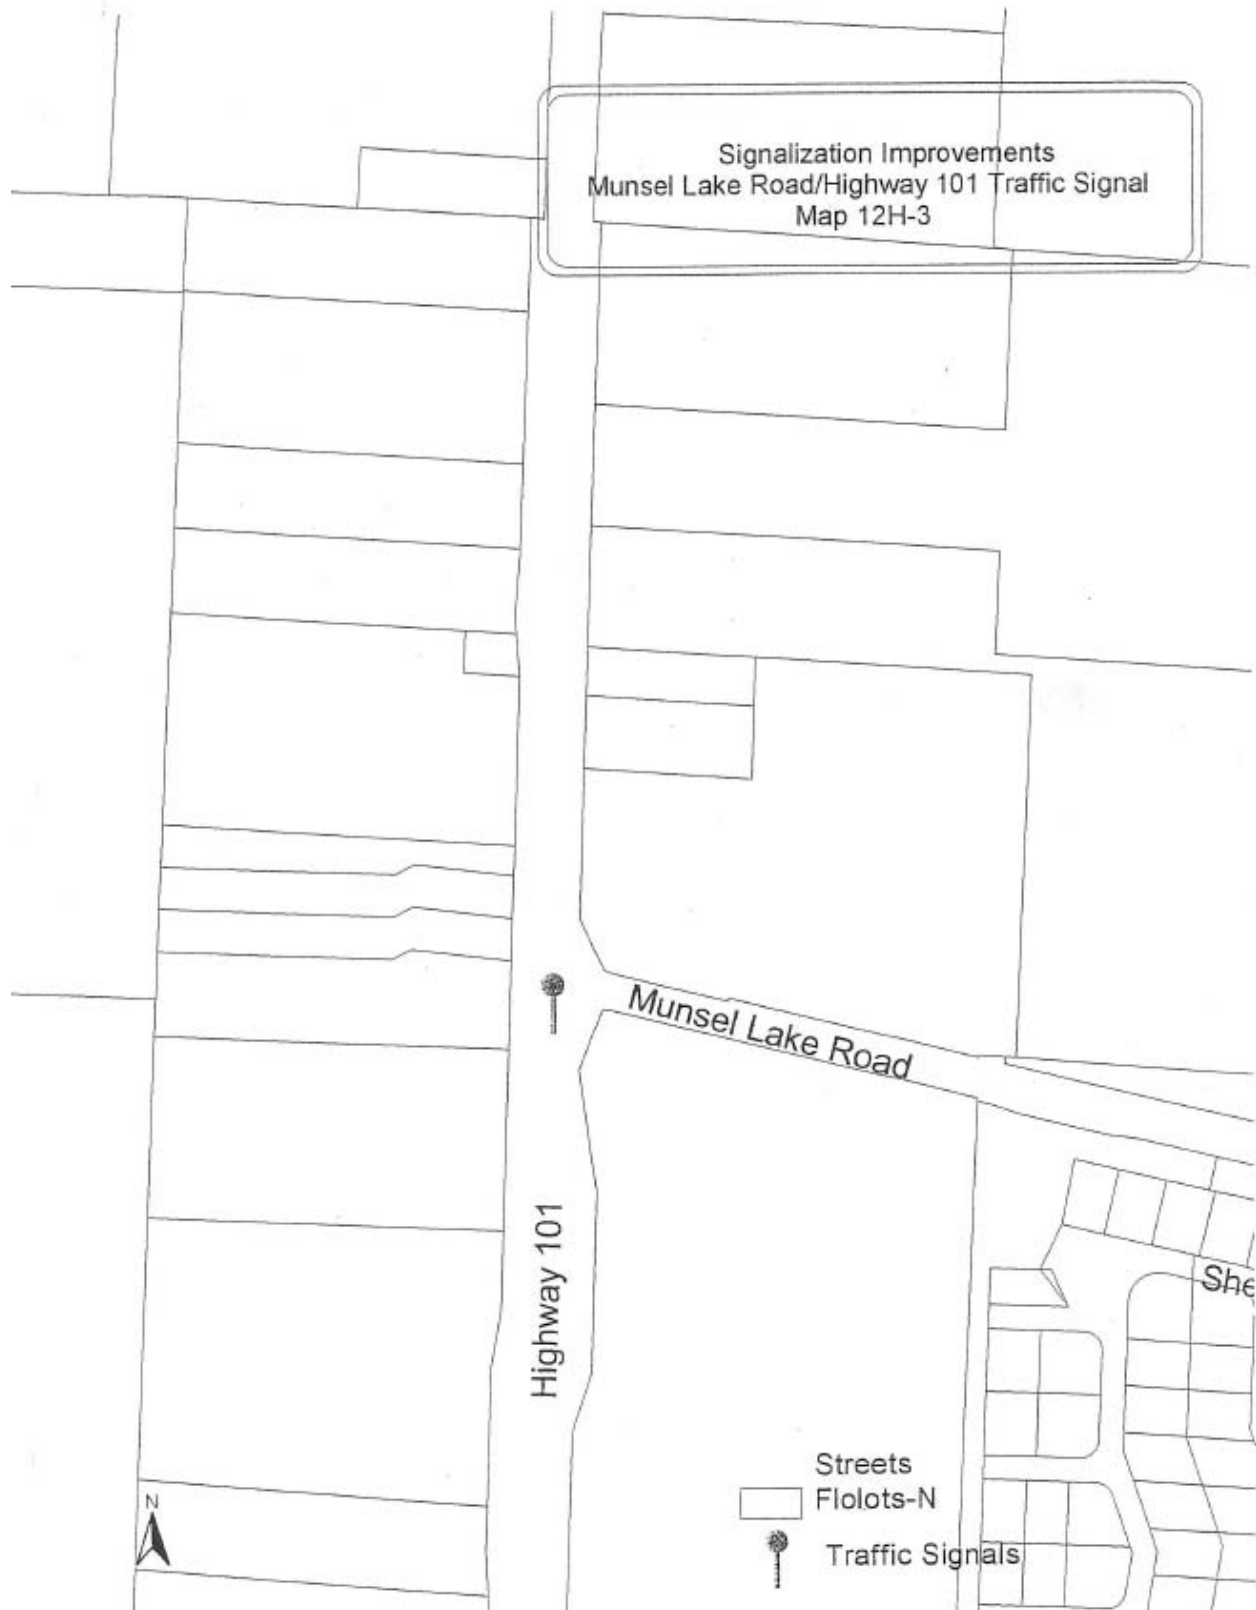 Signalization Improvements
Munsel Lake Road/Highway 101 Traffic Signal
Map 12H-3
Munsel Lake Road
Highway 101
She
Streets
Flolots-N
Traffic Signals
N